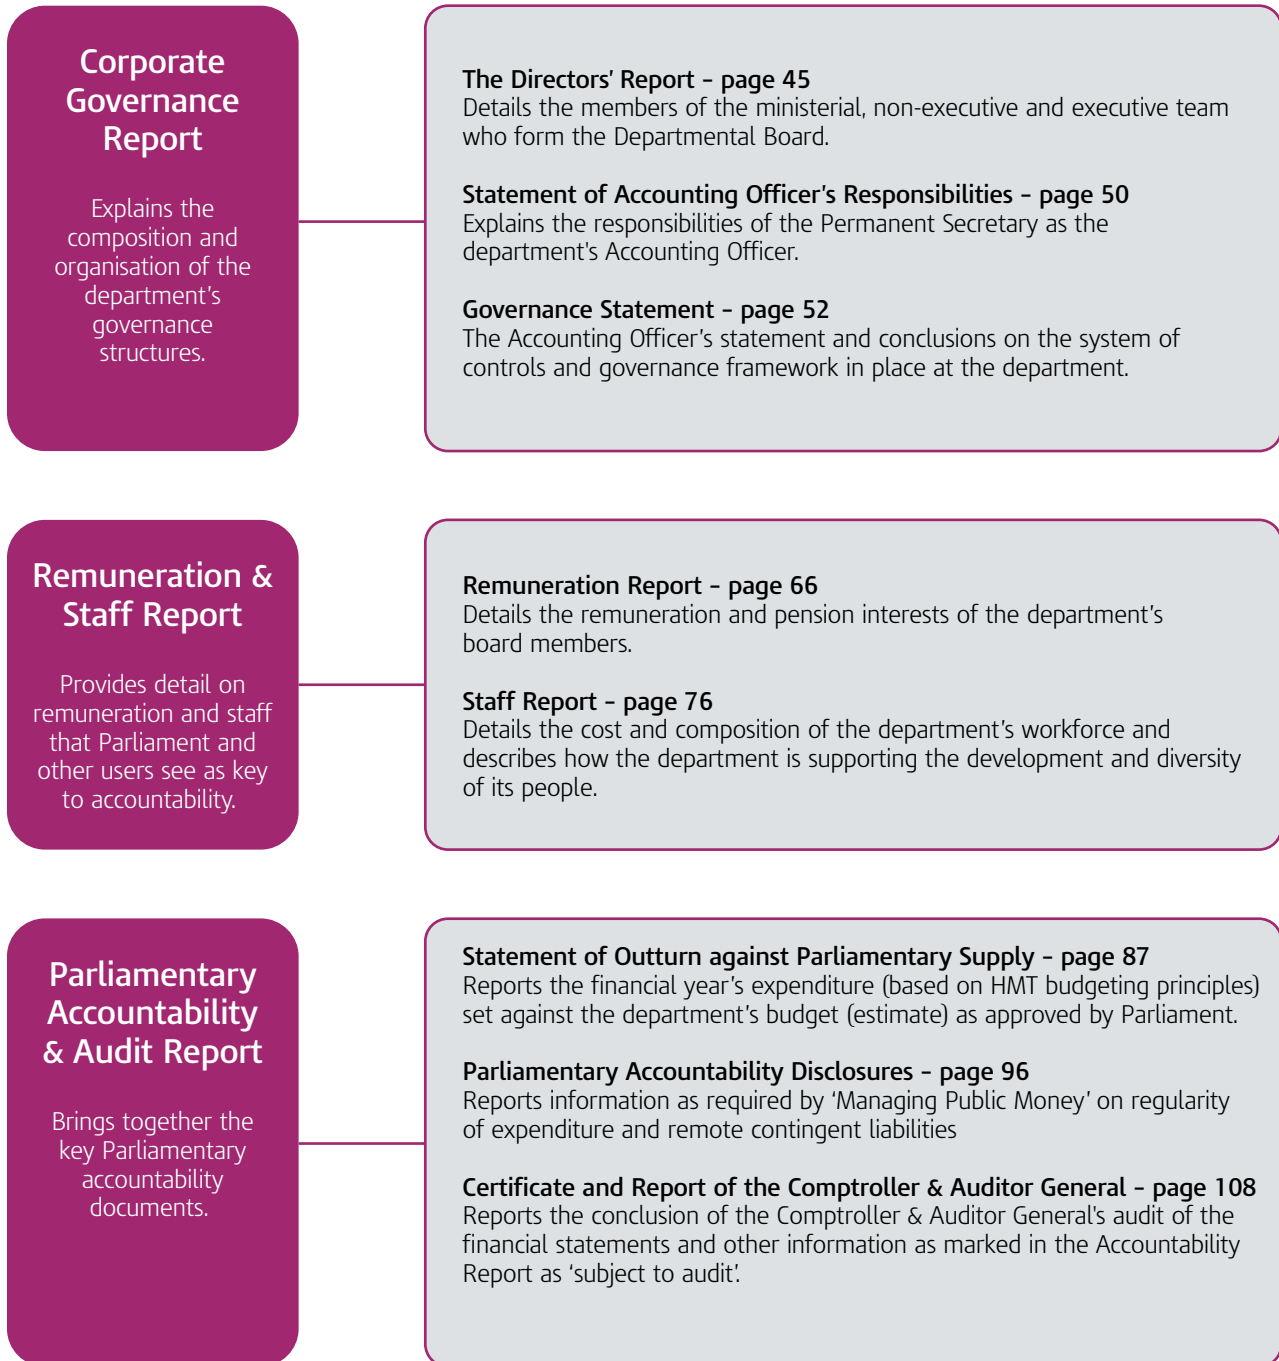 Corporate
Governance
Report
Explains the
composition and
organisation of the
department's
governance
structures.
The Directors' Report – page 45
Details the members of the ministerial, non-executive and executive team
who form the Departmental Board.
Statement of Accounting Officer's Responsibilities – page 50
Explains the responsibilities of the Permanent Secretary as the
department's Accounting Officer.
Governance Statement – page 52
The Accounting Officer's statement and conclusions on the system of
controls and governance framework in place at the department.
Remuneration &
Staff Report
Provides detail on
remuneration and staff
that Parliament and
other users see as key
to accountability.
Remuneration Report – page 66
Details the remuneration and pension interests of the department's
board members.
Staff Report – page 76
Details the cost and composition of the department's workforce and
describes how the department is supporting the development and diversity
of its people.
Parliamentary
Accountability
& Audit Report
Brings together the
key Parliamentary
accountability
documents.
Statement of Outturn against Parliamentary Supply – page 87
Reports the financial year's expenditure (based on HMT budgeting principles)
set against the department's budget (estimate) as approved by Parliament.
Parliamentary Accountability Disclosures – page 96
Reports information as required by 'Managing Public Money' on regularity
of expenditure and remote contingent liabilities
Certificate and Report of the Comptroller & Auditor General – page 108
Reports the conclusion of the Comptroller & Auditor General's audit of the
financial statements and other information as marked in the Accountability
Report as 'subject to audit'.